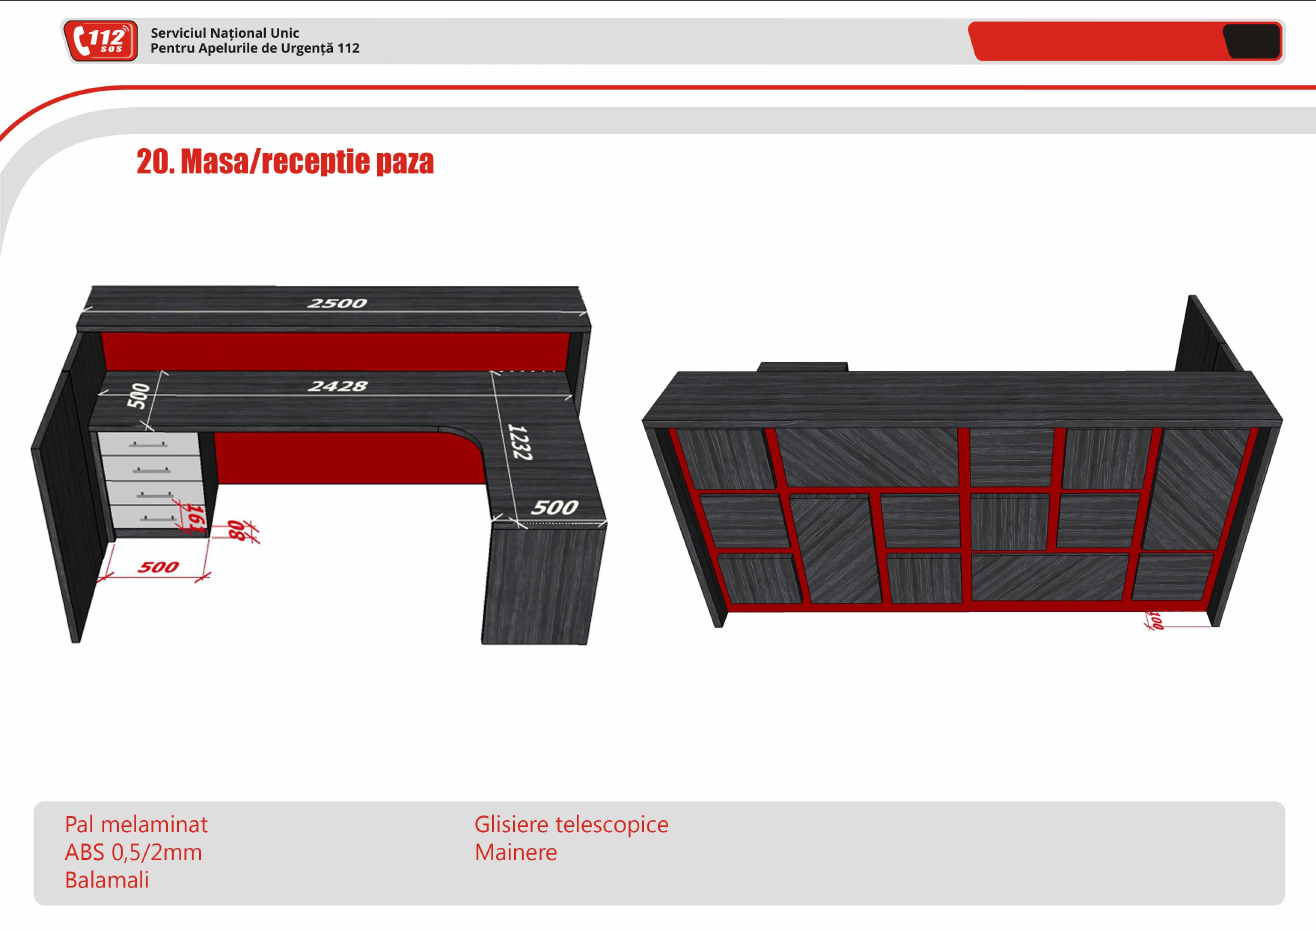 112
SOS
Serviciul Național Unic
Pentru Apelurile de Urgență 112
20. Masa/receptie paza
2500
2428
500
1232
500
161
80
500
100
Pal melaminat
ABS 0,5/2mm
Balamali
Glisiere telescopice
Mainere